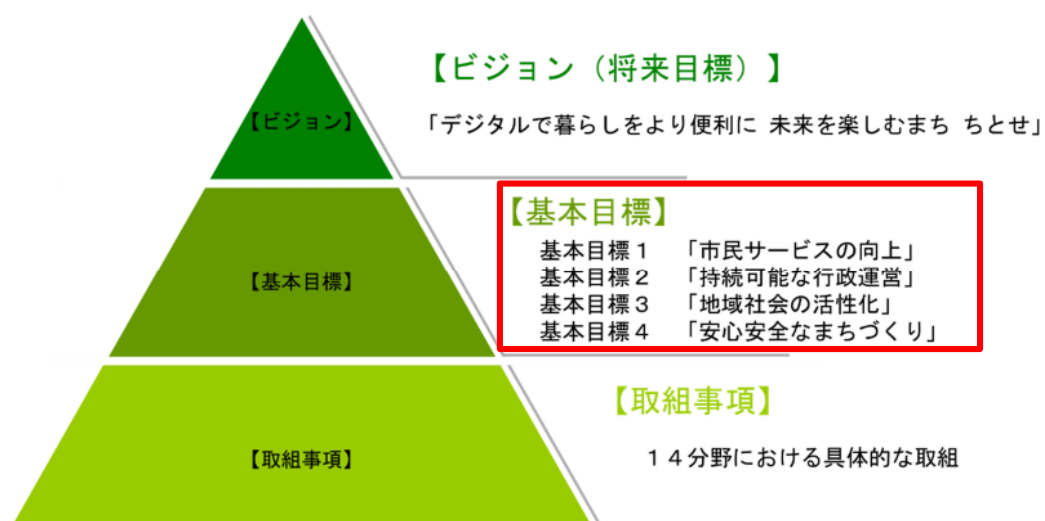 【ビジョン（将来目標）】
【ビジョン】
「デジタルで暮らしをより便利に 未来を楽しむまち ちとせ」
【基本目標】
基本目標１ 「市民サービスの向上」
基本目標２ 「持続可能な行政運営」
【基本目標】
基本目標３ 「地域社会の活性化」
基本目標４ 「安心安全なまちづくり」
【取組事項】
【取組事項】
１４分野における具体的な取組